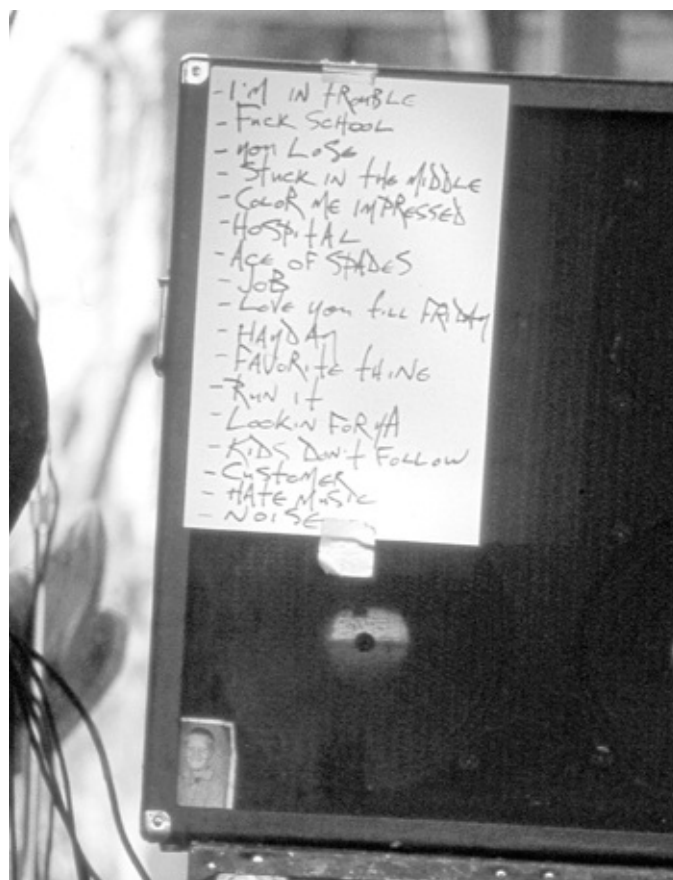 - I'M IN TROUBLE
- FUCK SCHOOL
- YOU LOSE
- STUCK IN THE MIDDLE
- COLOR ME IMPRESSED
- HOSPITAL
- ACE OF SPADES
- JOB
- LOVE YOU TILL FRIDAY
- HAYDAY
- FAVORITE THING
- RUN IT
- LOOKIN FOR YA
- KIDS DON'T FOLLOW
- CUSTOMER
- HATE MUSIC
- NOISE